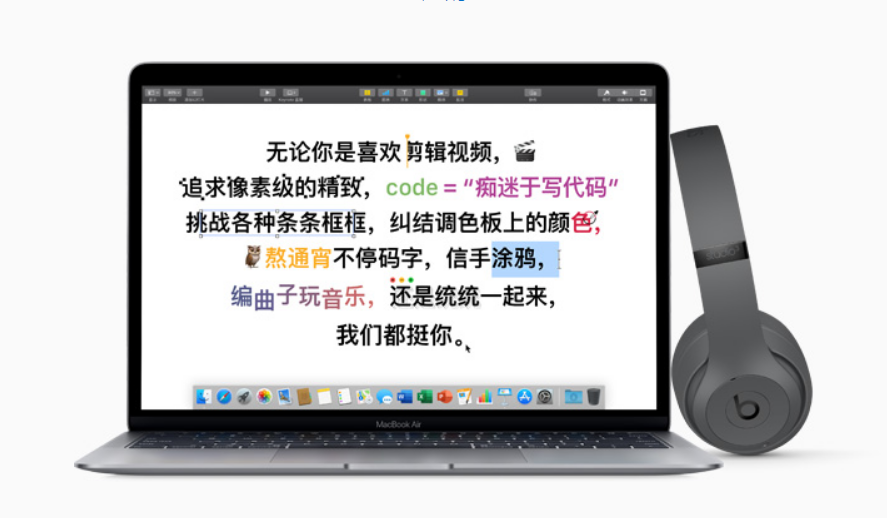 无论你是喜欢剪辑视频，
追求像素级的精致，code = “痴迷于写代码”
挑战各种条条框框，纠结调色板上的颜色，
熬通宵不停码字，信手涂鸦，
编曲子玩音乐，还是统统一起来，
我们都挺你。
MacBook Air